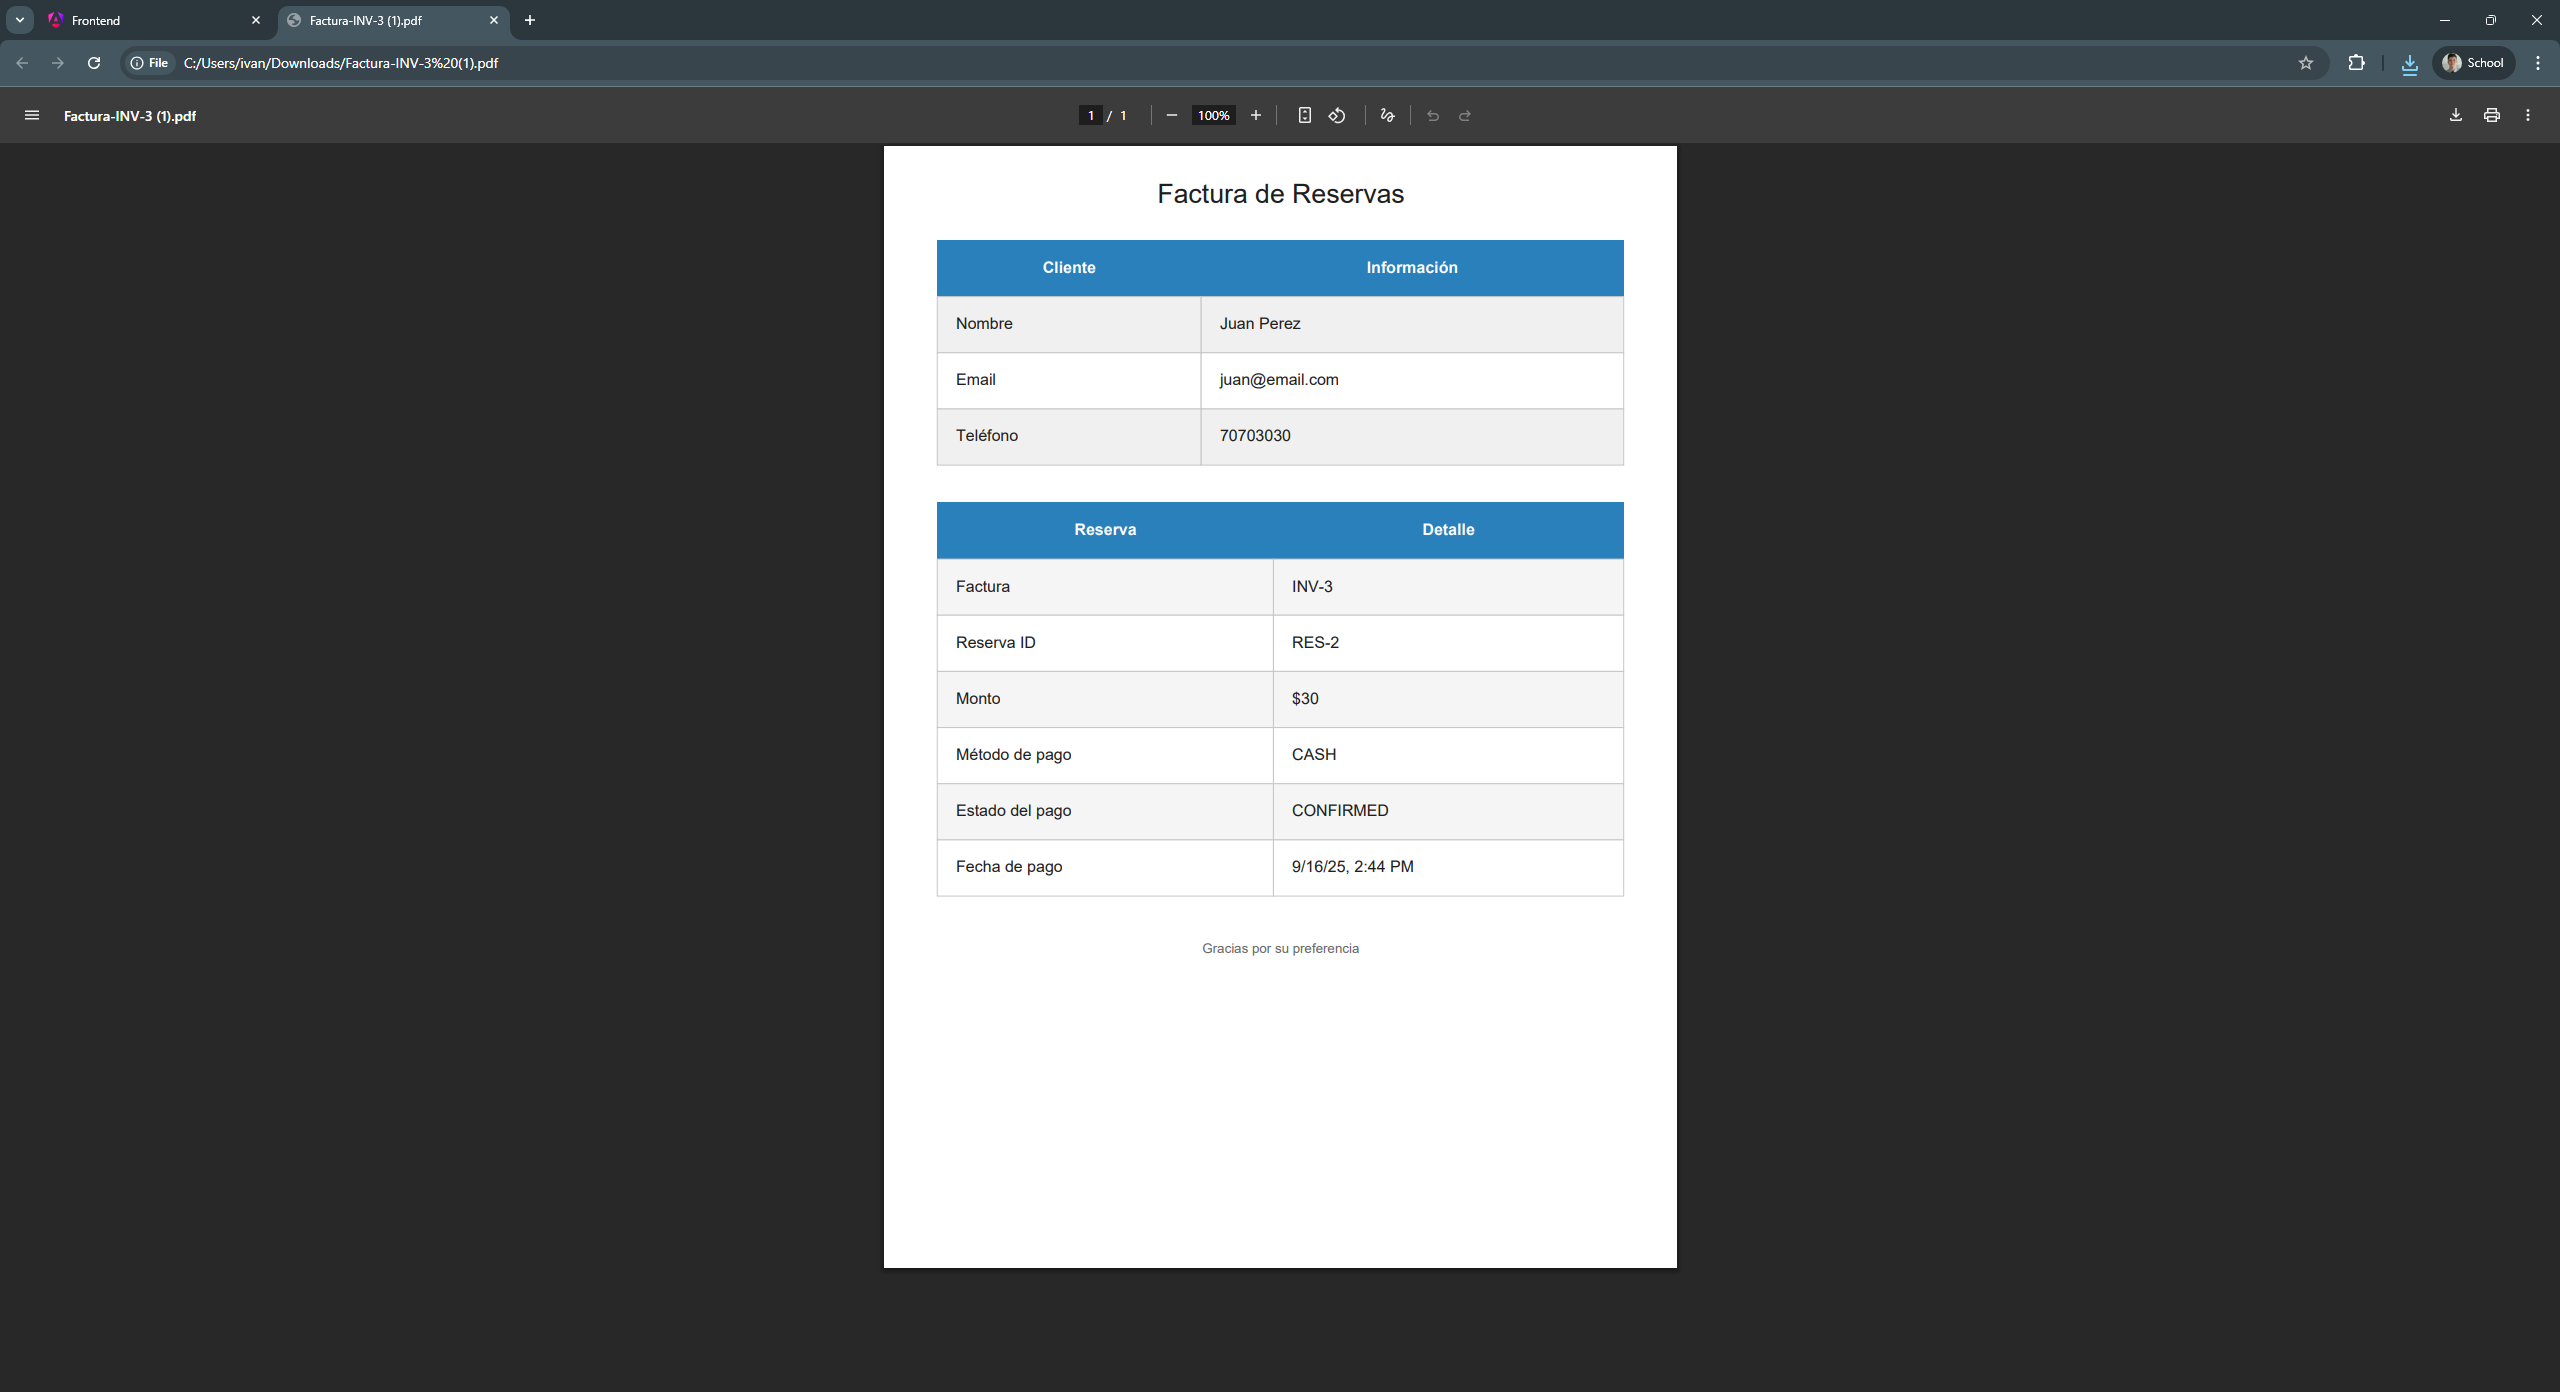 Frontend
Factura-INV-3 (1).pdf
File C:/Users/ivan/Downloads/Factura-INV-3%20(1).pdf
School
Factura-INV-3 (1).pdf
1 / 1
100%
Factura de Reservas
Cliente Información
Nombre Juan Perez
Email juan@email.com
Teléfono 70703030
Reserva Detalle
Factura INV-3
Reserva ID RES-2
Monto $30
Método de pago CASH
Estado del pago CONFIRMED
Fecha de pago 9/16/25, 2:44 PM
Gracias por su preferencia